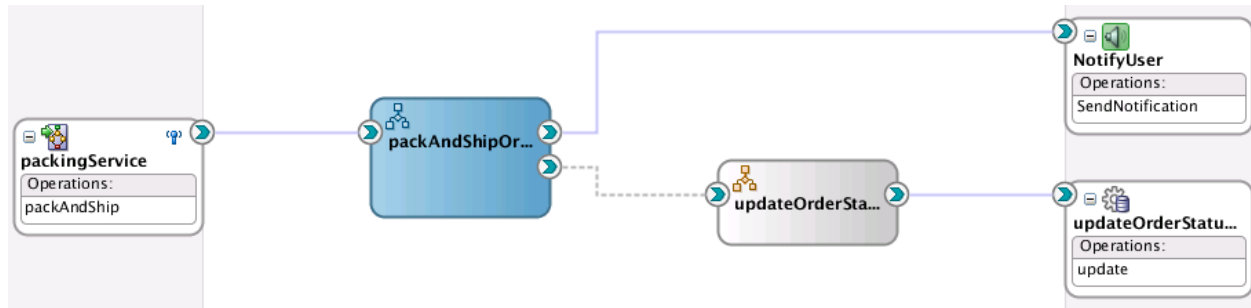 packingService
Operations:
packAndShip
packAndShipOr...
updateOrderSta...
NotifyUser
Operations:
SendNotification
updateOrderStatu...
Operations:
update